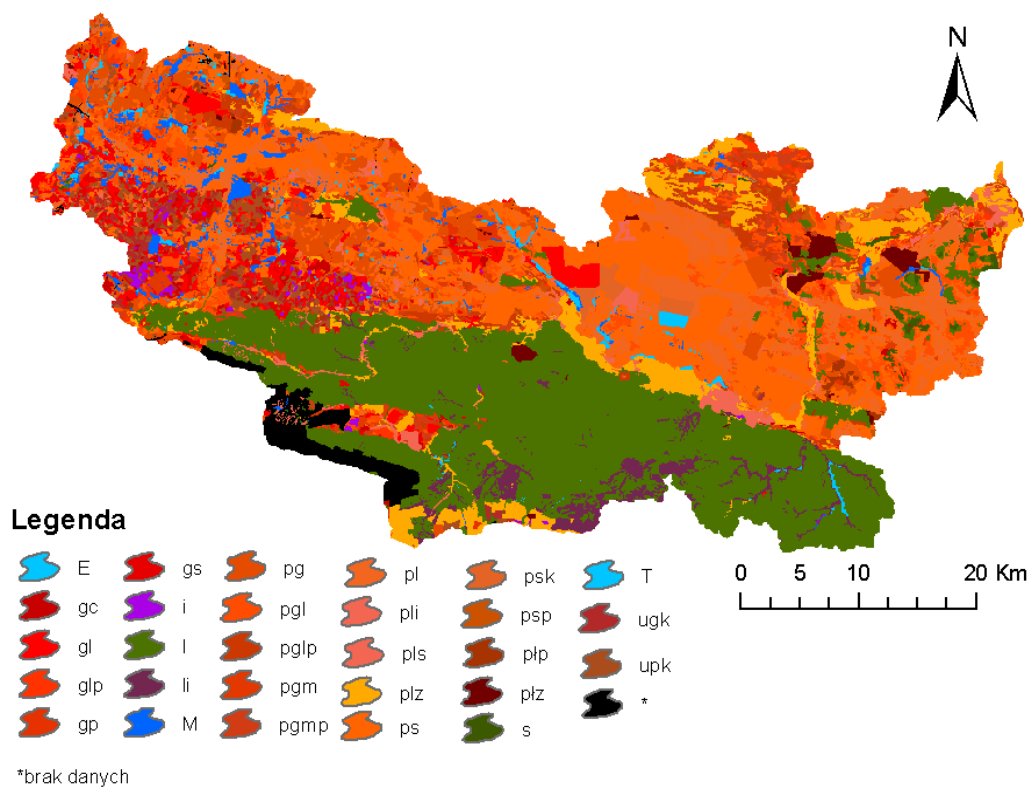 N
Legenda
E gs pg pl psk T
gc i pgl pli psp ugk
gl l pglp pls płp upk
glp li pgm plz płz *
gp M pgmp ps s
0 5 10 20 Km
*brak danych